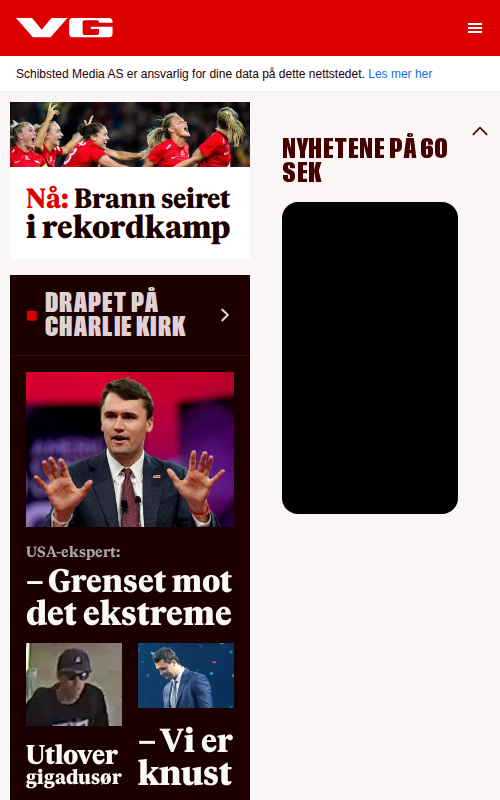 VG
Schibsted Media AS er ansvarlig for dine data på dette nettstedet. Les mer her
Nå: Brann seiret
i rekordkamp
DRAPET PÅ
CHARLIE KIRK
USA-ekspert:
– Grenset mot
det ekstreme
Utlover
gigadusør
– Vi er
knust
NYHETENE PÅ 60
SEK